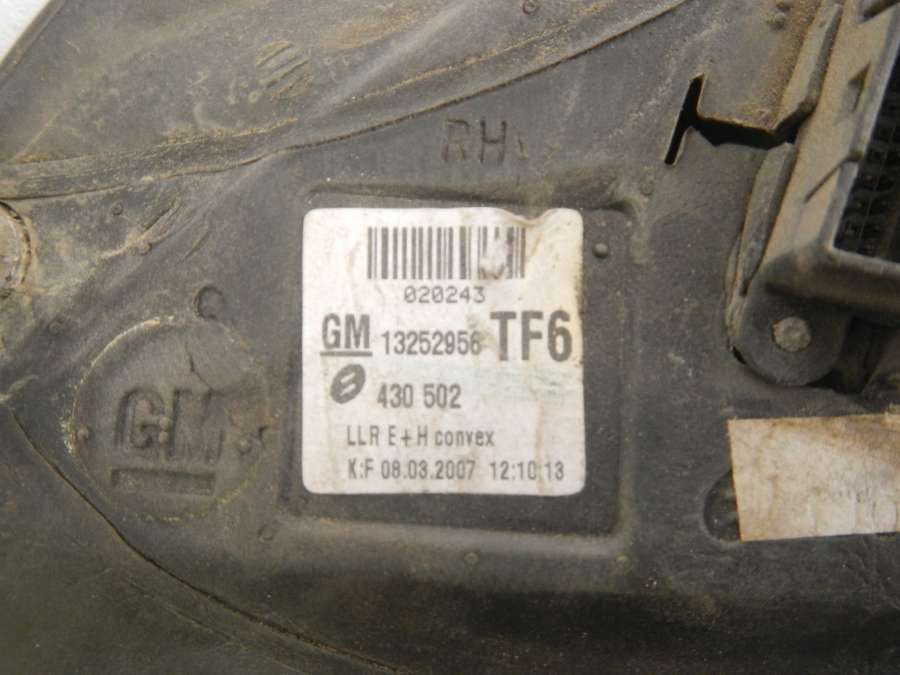 RH
020243
GM 13252956 TF6
430 502
LLR E+H convex
K:F 08.03.2007 12:10:13
GM